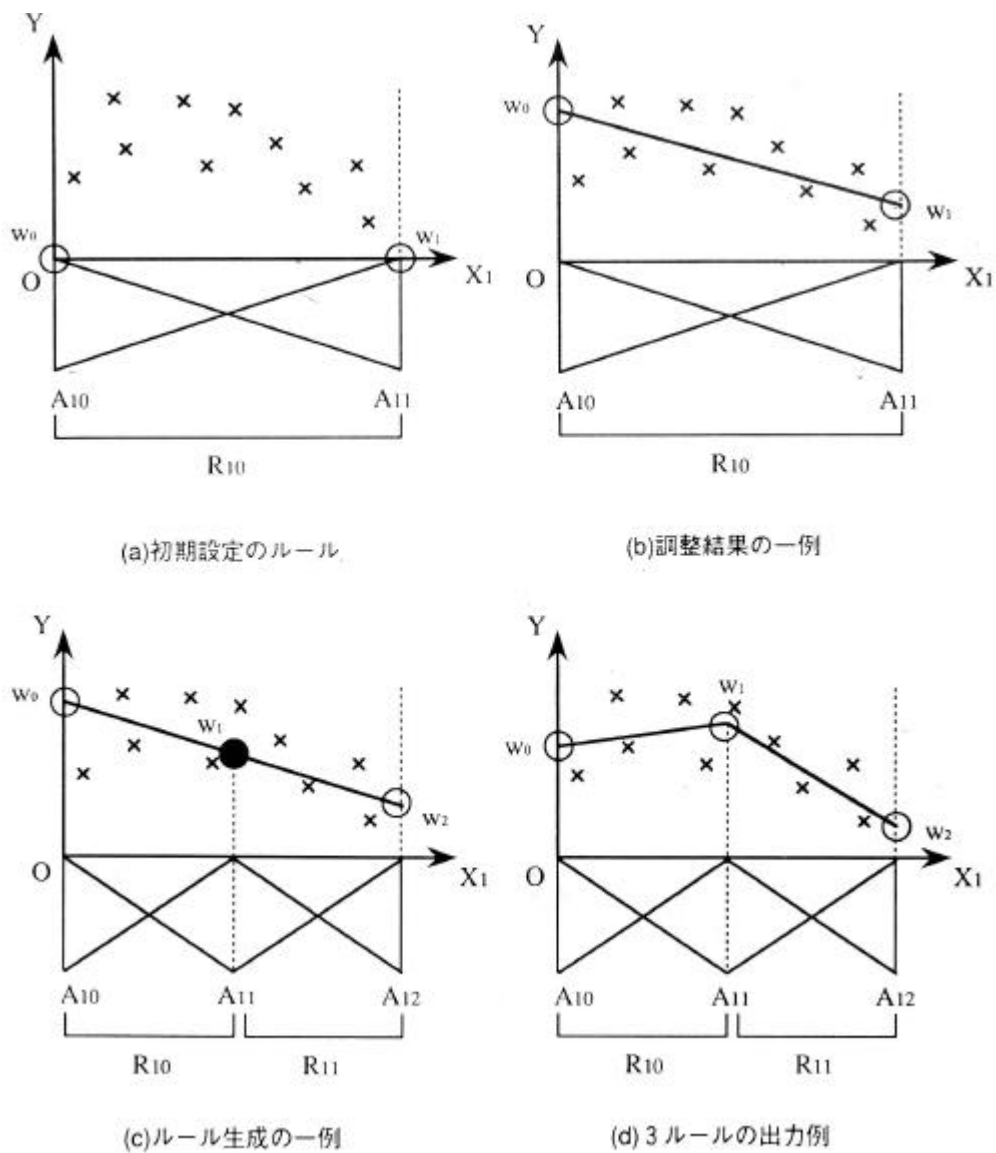 Y
W0
W1
O
X1
A10
A11
R10
(a)初期設定のルール
Y
W0
W1
O
X1
A10
A11
R10
(b)調整結果の一例
Y
W0
W1
W2
O
X1
A10
A11
A12
R10
R11
(c)ルール生成の一例
Y
W1
W0
W2
O
X1
A10
A11
A12
R10
R11
(d)3ルールの出力例